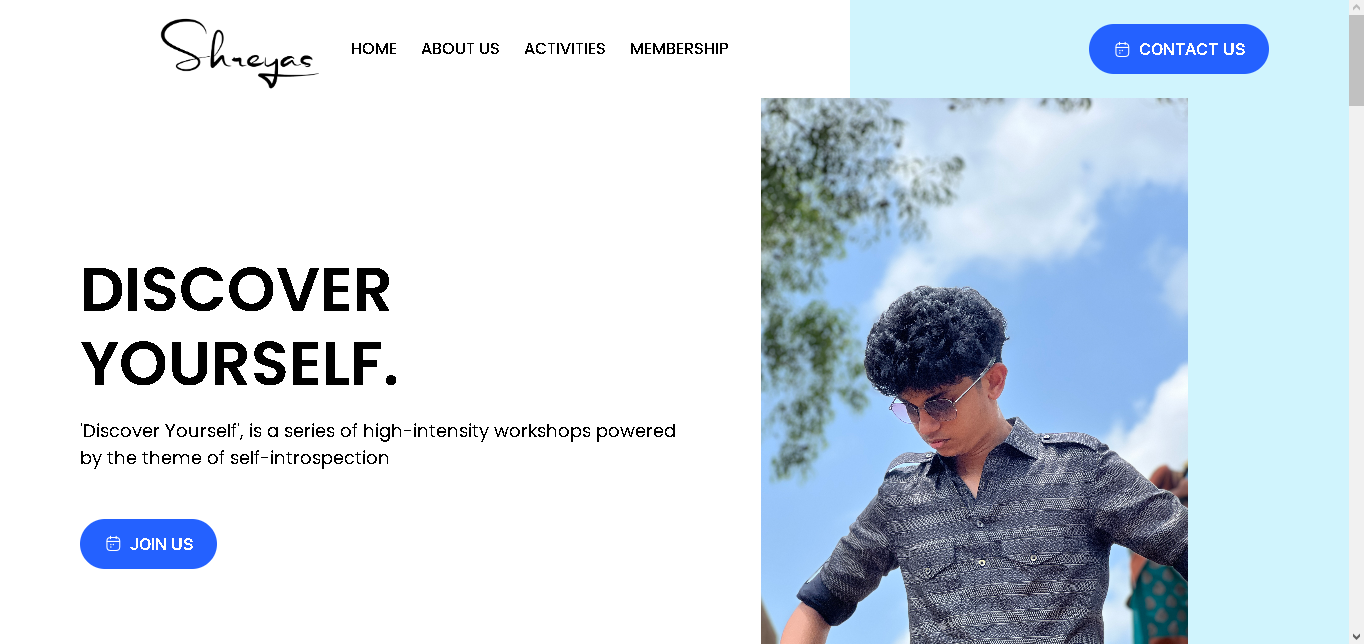 Shreyas
HOME ABOUT US ACTIVITIES MEMBERSHIP
CONTACT US
DISCOVER
YOURSELF.
'Discover Yourself', is a series of high-intensity workshops powered
by the theme of self-introspection
JOIN US